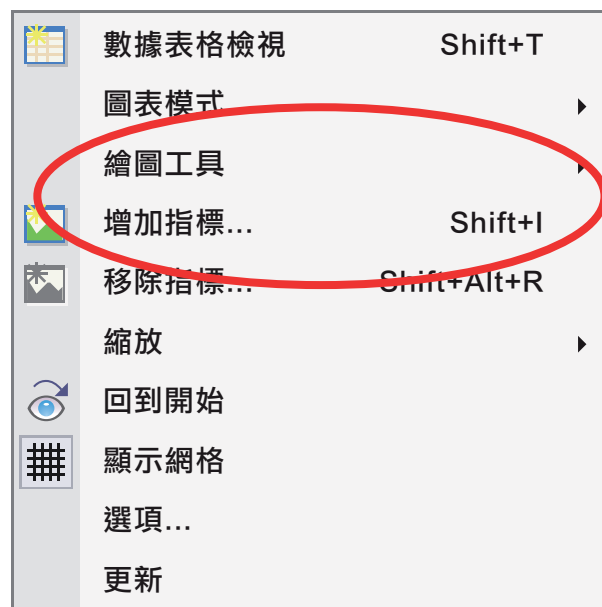 數據表格檢視 Shift+T
圖表模式
繪圖工具
增加指標... Shift+I
移除指標... Shift+Alt+R
縮放
回到開始
顯示網格
選項...
更新